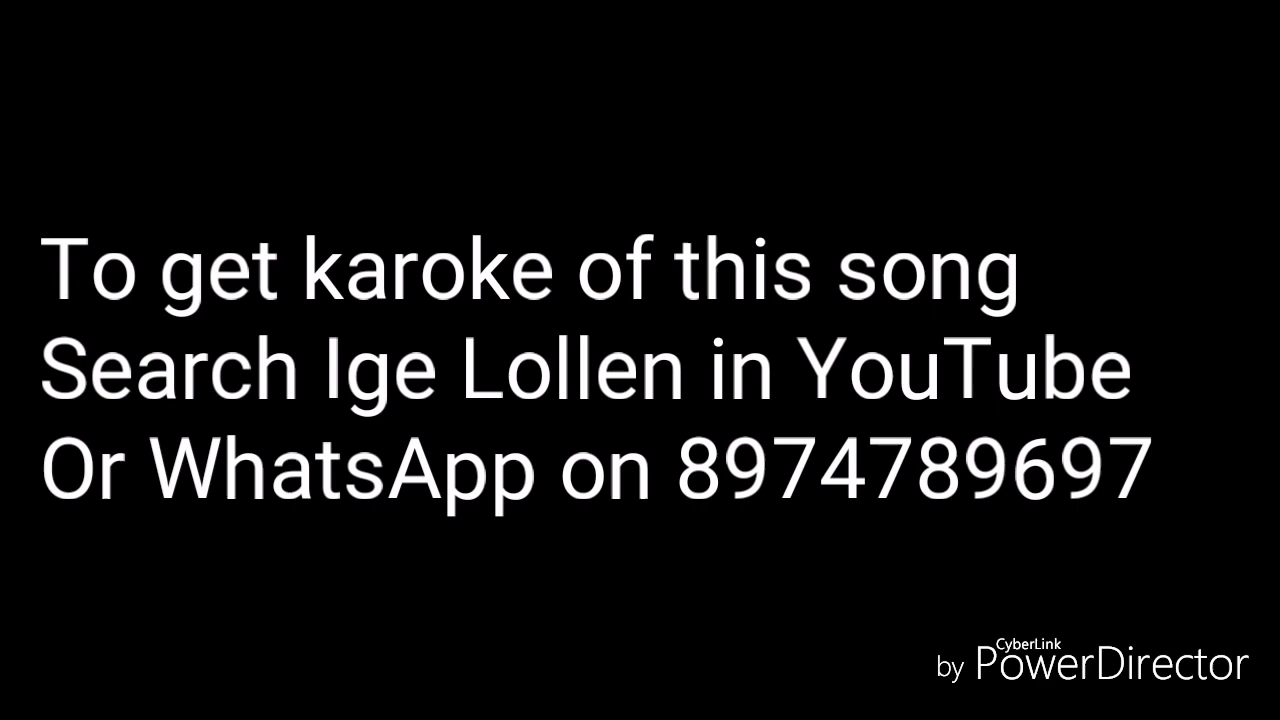 To get karoke of this song
Search Ige Lollen in YouTube
Or WhatsApp on 8974789697
CyberLink
by PowerDirector